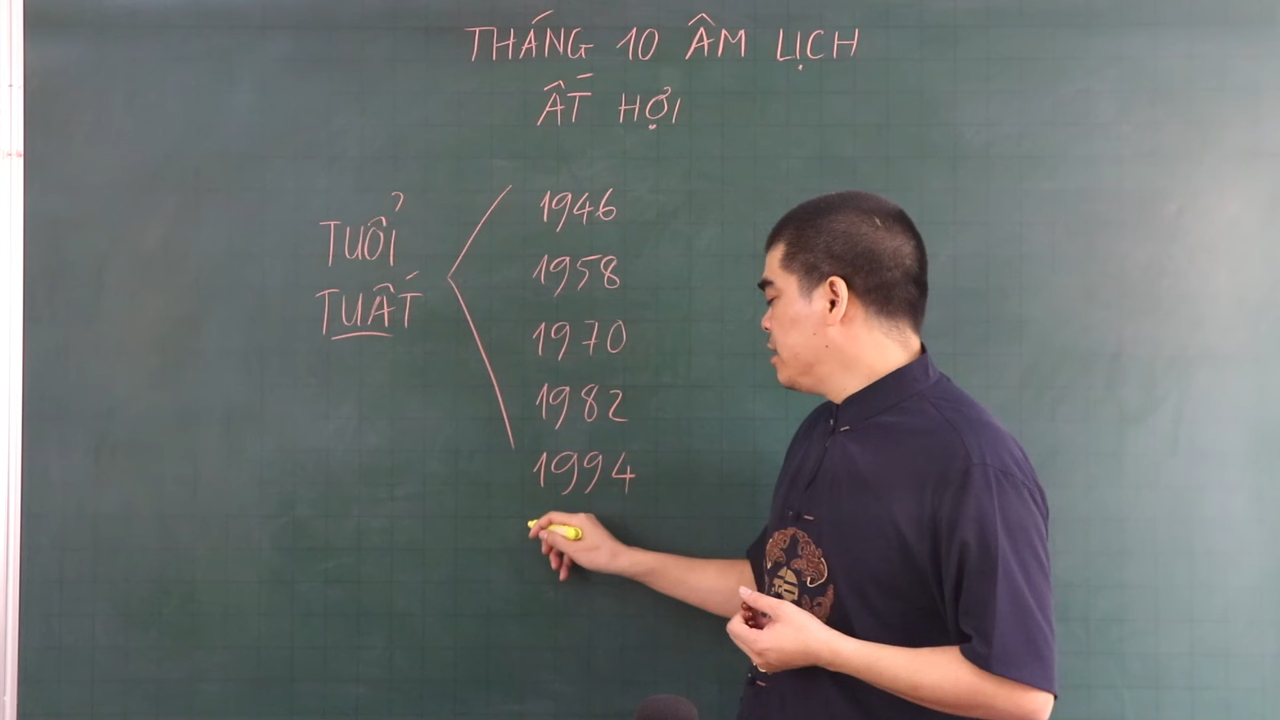 THÁNG 10 ÂM LỊCH
ẤT HỢI
TUỔI
TUẤT
1946
1958
1970
1982
1994